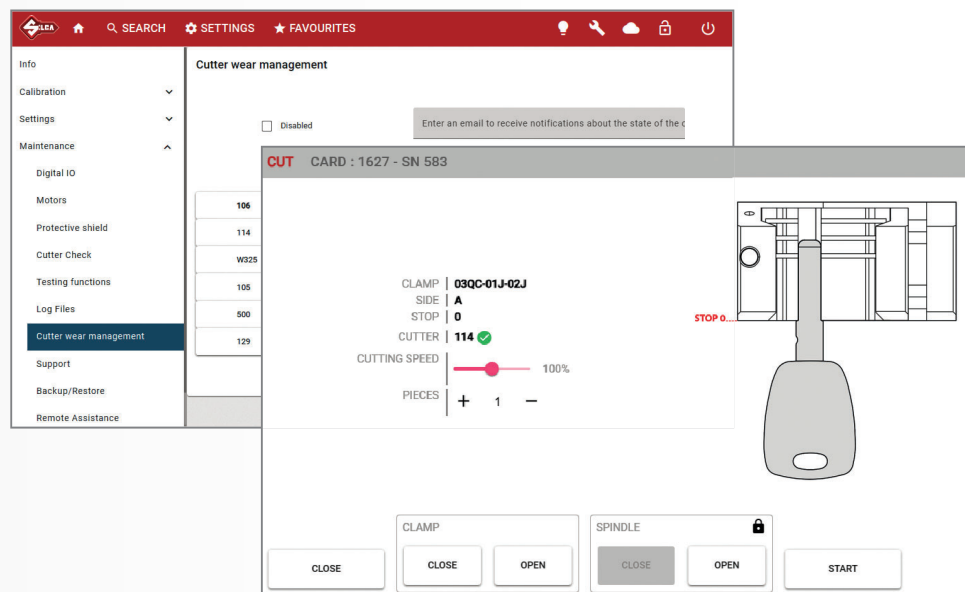 SILCA
SEARCH
SETTINGS
FAVOURITES
Info
Calibration
Settings
Maintenance
Digital IO
Motors
Protective shield
Cutter Check
Testing functions
Log Files
Cutter wear management
Support
Backup/Restore
Remote Assistance
Cutter wear management
Disabled
Enter an email to receive notifications about the state of the c
106
114
W325
105
500
129
CUT CARD : 1627 - SN 583
CLAMP 03QC-01J-02J
SIDE A
STOP 0
CUTTER 114
CUTTING SPEED 100%
PIECES + 1 −
STOP 0
CLOSE
CLAMP
CLOSE OPEN
SPINDLE
CLOSE OPEN
START